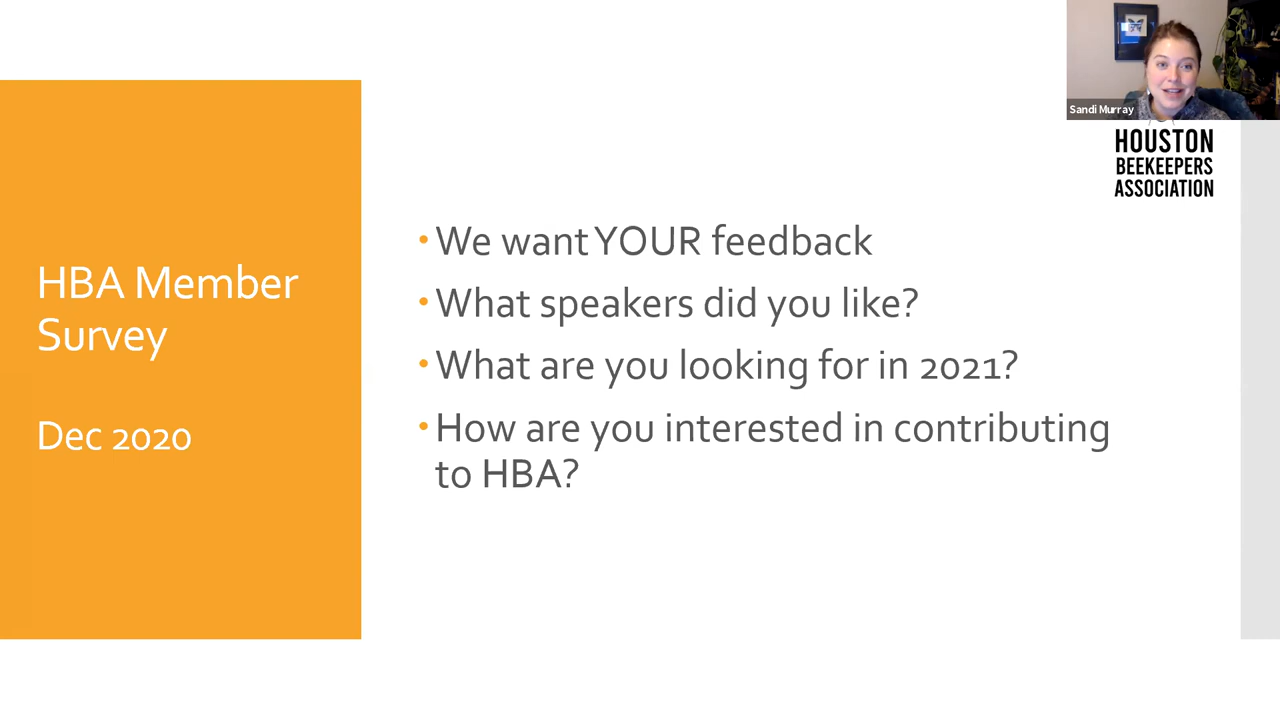 Sandi Murray
HOUSTON
BEEKEEPERS
ASSOCIATION
HBA Member
Survey
Dec 2020
• We want YOUR feedback
• What speakers did you like?
• What are you looking for in 2021?
• How are you interested in contributing
to HBA?